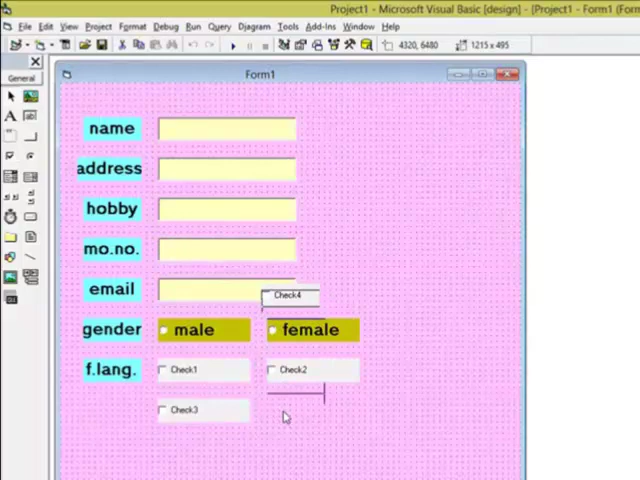 Project1 - Microsoft Visual Basic [design] - [Project1 - Form1 (Form
File Edit View Project Format Debug Run Query Diagram Tools Add-Ins Window Help
4320, 6480 1215 x 495
General
Form1
name
address
hobby
mo.no.
email
Check4
gender male female
f.lang. Check1 Check2
Check3